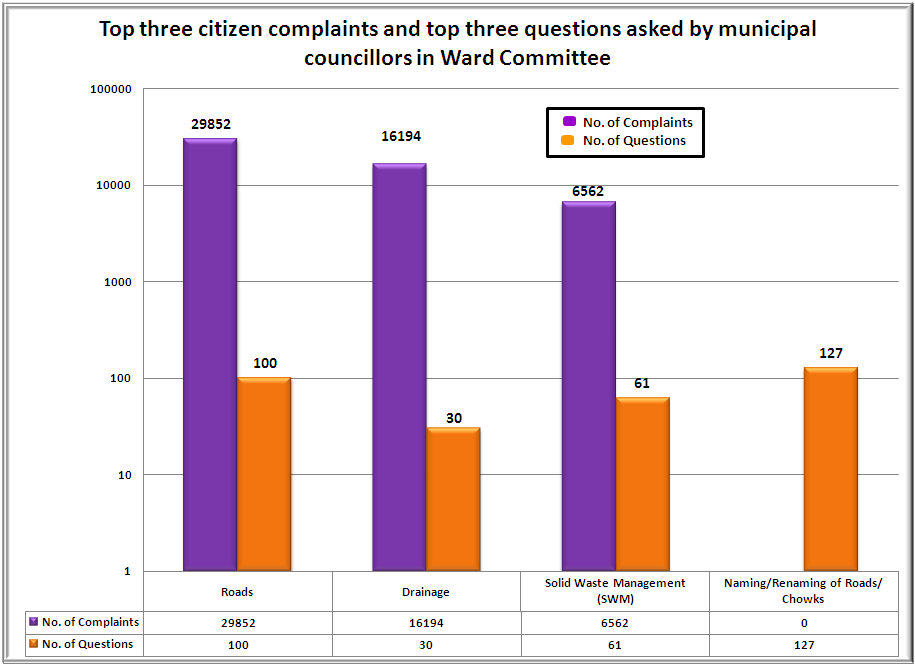 Top three citizen complaints and top three questions asked by municipal
councillors in Ward Committee
100000
10000
1000
100
10
1
29852
16194
6562
100
30
61
127
No. of Complaints
No. of Questions
Roads
Drainage
Solid Waste Management
(SWM)
Naming/Renaming of Roads/
Chowks
No. of Complaints 29852 16194 6562 0
No. of Questions 100 30 61 127